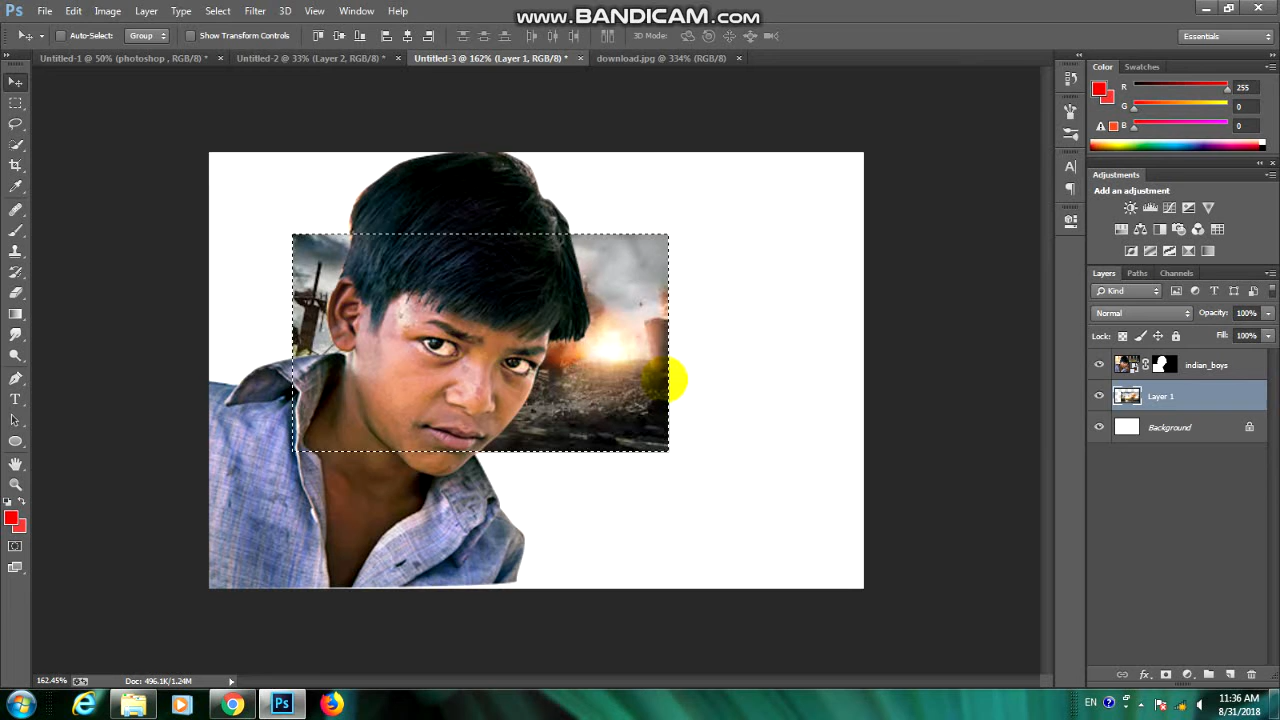 www.BANDICAM.com
Ps File Edit Image Layer Type Select Filter 3D View Window Help
Auto-Select: Group Show Transform Controls 3D Mode: Essentials
Untitled-1 @ 50% (photoshop , RGB/8) * × Untitled-2 @ 33% (Layer 2, RGB/8) * × Untitled-3 @ 162% (Layer 1, RGB/8) * × download.jpg @ 334% (RGB/8) ×
Color Swatches
R 255
G 0
B 0
Adjustments
Add an adjustment
Layers Paths Channels
Kind
Normal Opacity: 100%
Lock: Fill: 100%
indian_boys
Layer 1
Background
fx
162.45% Doc: 496.1K/1.24M
Ps EN 11:36 AM
8/31/2018